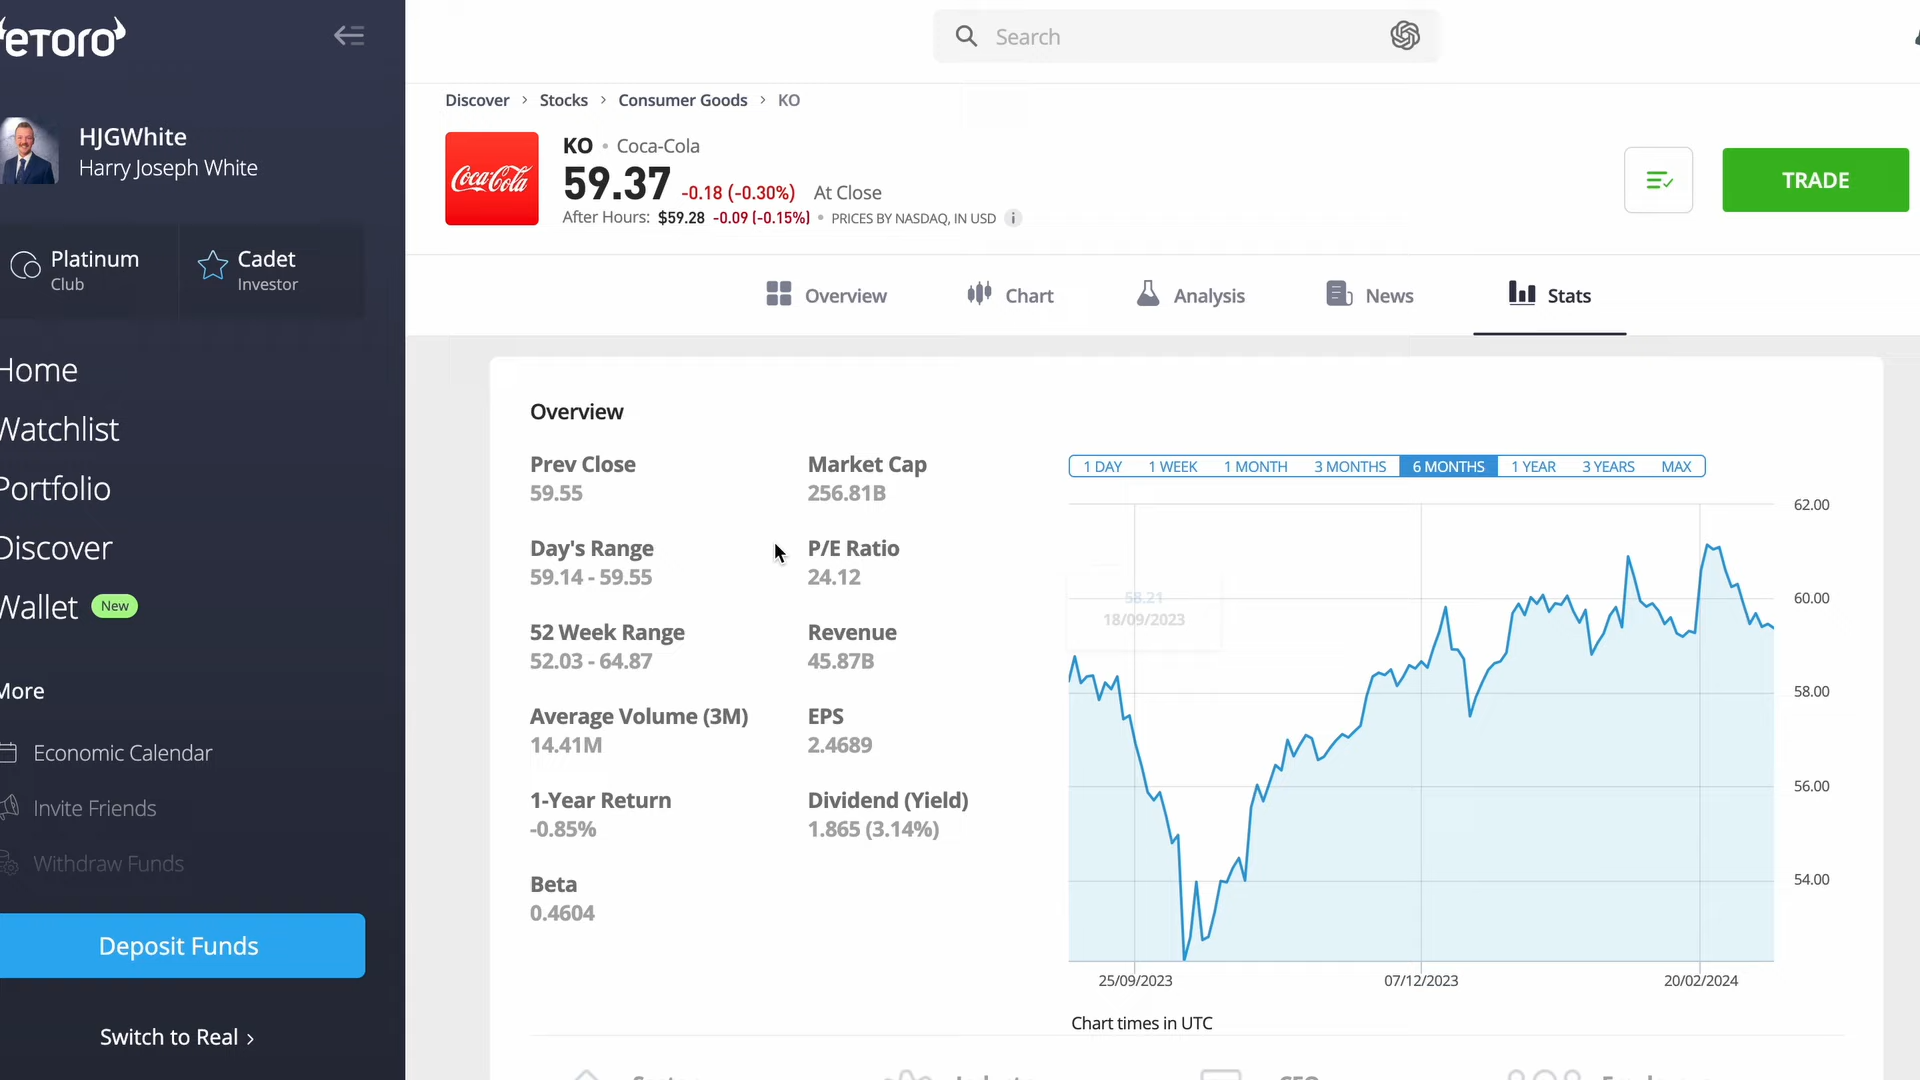 eToro
Search
HJGWhite
Harry Joseph White
Platinum
Club
Cadet
Investor
Home
Watchlist
Portfolio
Discover
Wallet New
More
Economic Calendar
Invite Friends
Withdraw Funds
Deposit Funds
Switch to Real ›
Discover › Stocks › Consumer Goods › KO
Coca-Cola
KO • Coca-Cola
59.37 -0.18 (-0.30%) At Close
After Hours: $59.28 -0.09 (-0.15%) • PRICES BY NASDAQ, IN USD i
TRADE
Overview
Chart
Analysis
News
Stats
Overview
Prev Close
59.55
Market Cap
256.81B
Day's Range
59.14 - 59.55
P/E Ratio
24.12
52 Week Range
52.03 - 64.87
Revenue
45.87B
Average Volume (3M)
14.41M
EPS
2.4689
1-Year Return
-0.85%
Dividend (Yield)
1.865 (3.14%)
Beta
0.4604
1 DAY 1 WEEK 1 MONTH 3 MONTHS 6 MONTHS 1 YEAR 3 YEARS MAX
62.00
60.00
58.00
56.00
54.00
58.21
18/09/2023
25/09/2023 07/12/2023 20/02/2024
Chart times in UTC